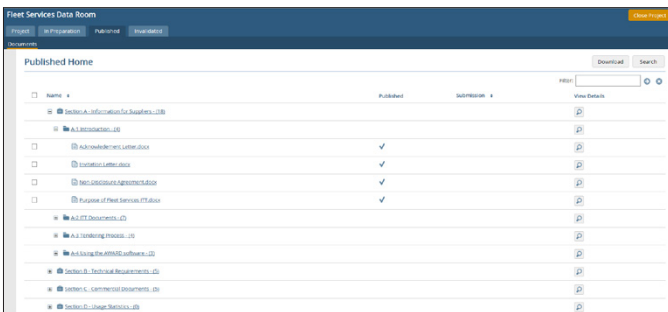 Fleet Services Data Room
Close Project
Project In Preparation Published Invalidated
Documents
Published Home
Download Search
Filter:
Name Published Submission View Details
Section A - Information for Suppliers - (18)
A-1 Introduction - (4)
Acknowledgement Letter.docx
Invitation Letter.docx
Non-Disclosure Agreement.docx
Purpose of Fleet Services ITT.docx
A-2 ITT Documents - (7)
A-3 Tendering Process - (4)
A-4 Using the AWARD software - (3)
Section B - Technical Requirements - (5)
Section C - Commercial Documents - (5)
Section D - Usage Statistics - (6)